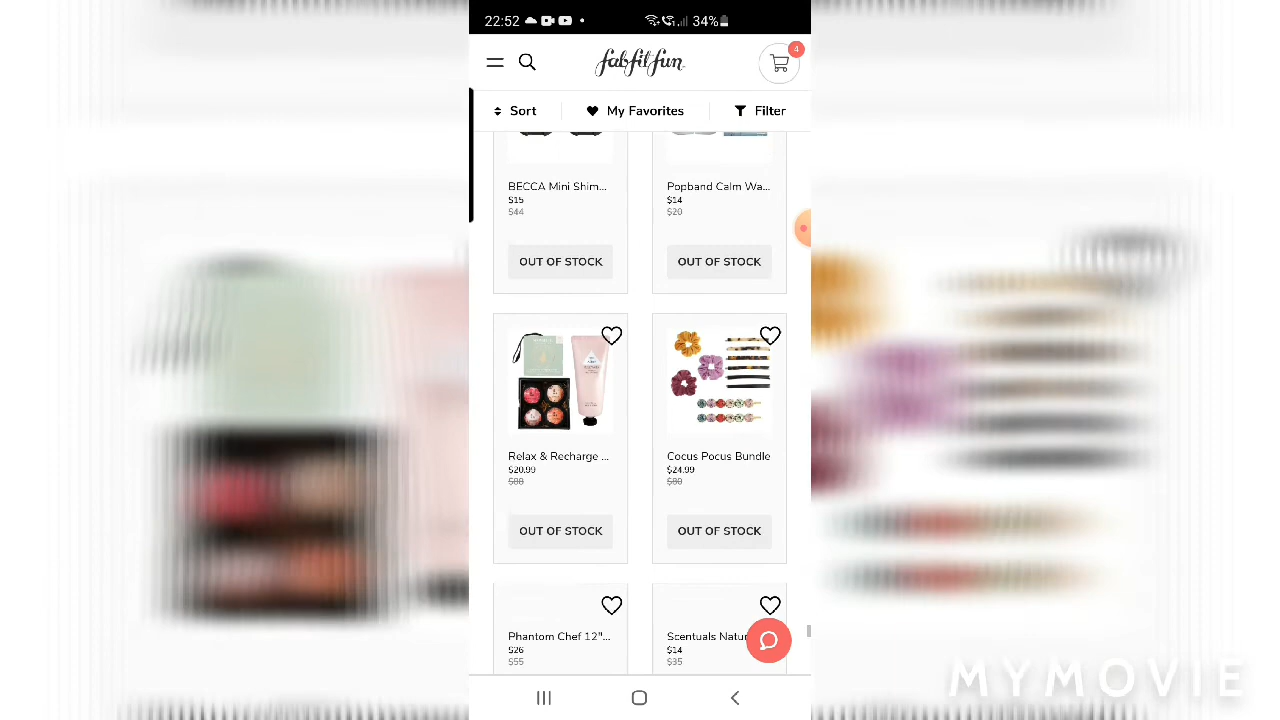 22:52 34%
fabfitfun 4
Sort My Favorites Filter
BECCA Mini Shim... Popband Calm Wa...
$15 $14
$44 $20
OUT OF STOCK OUT OF STOCK
Relax & Recharge ... Cocus Pocus Bundle
$20.99 $24.99
$88 $80
OUT OF STOCK OUT OF STOCK
Phantom Chef 12"... Scentuals Natur
$26 $14
$55 $35
MYMOVIE